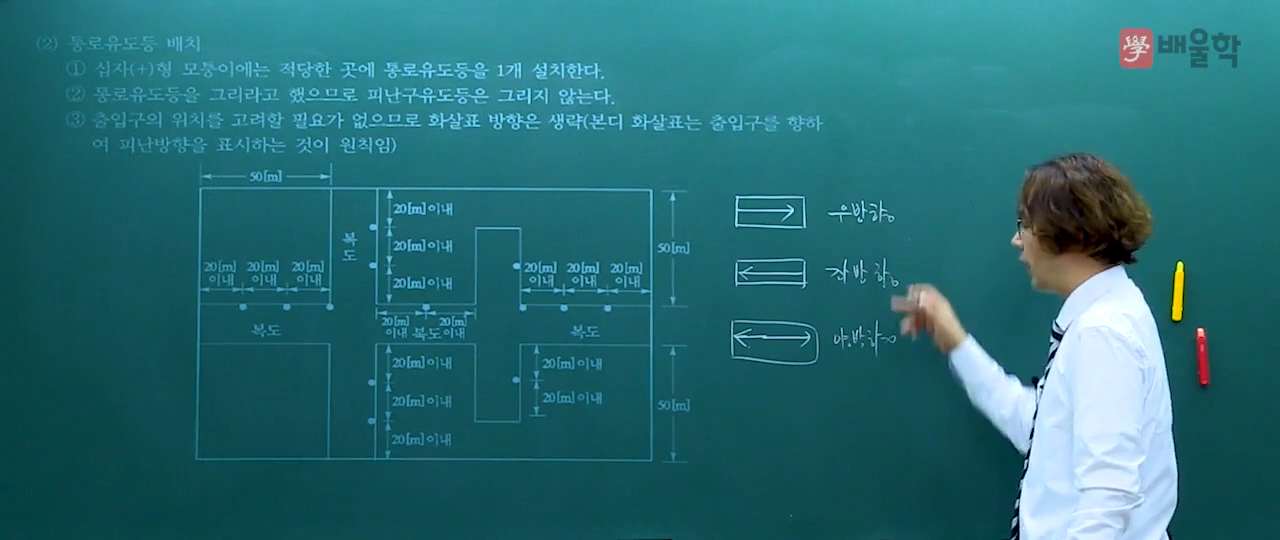 (2) 통로유도등 배치
學 배울학
① 십자(+)형 모퉁이에는 적당한 곳에 통로유도등을 1개 설치한다.
② 통로유도등을 그리라고 했으므로 피난구유도등은 그리지 않는다.
③ 출입구의 위치를 고려할 필요가 없으므로 화살표 방향은 생략(본디 화살표는 출입구를 향하
여 피난방향을 표시하는 것이 원칙임)
50[m]
20[m]이내
우방향
복도
20[m]이내
50[m]
20[m] 20[m] 20[m]
이내 이내 이내
20[m]이내
20[m] 20[m] 20[m]
이내 이내 이내
좌반향
20[m] 20[m]
이내 복도 이내
복도
복도
양방향
20[m]이내
20[m]이내
20[m]이내
20[m]이내
50[m]
20[m]이내